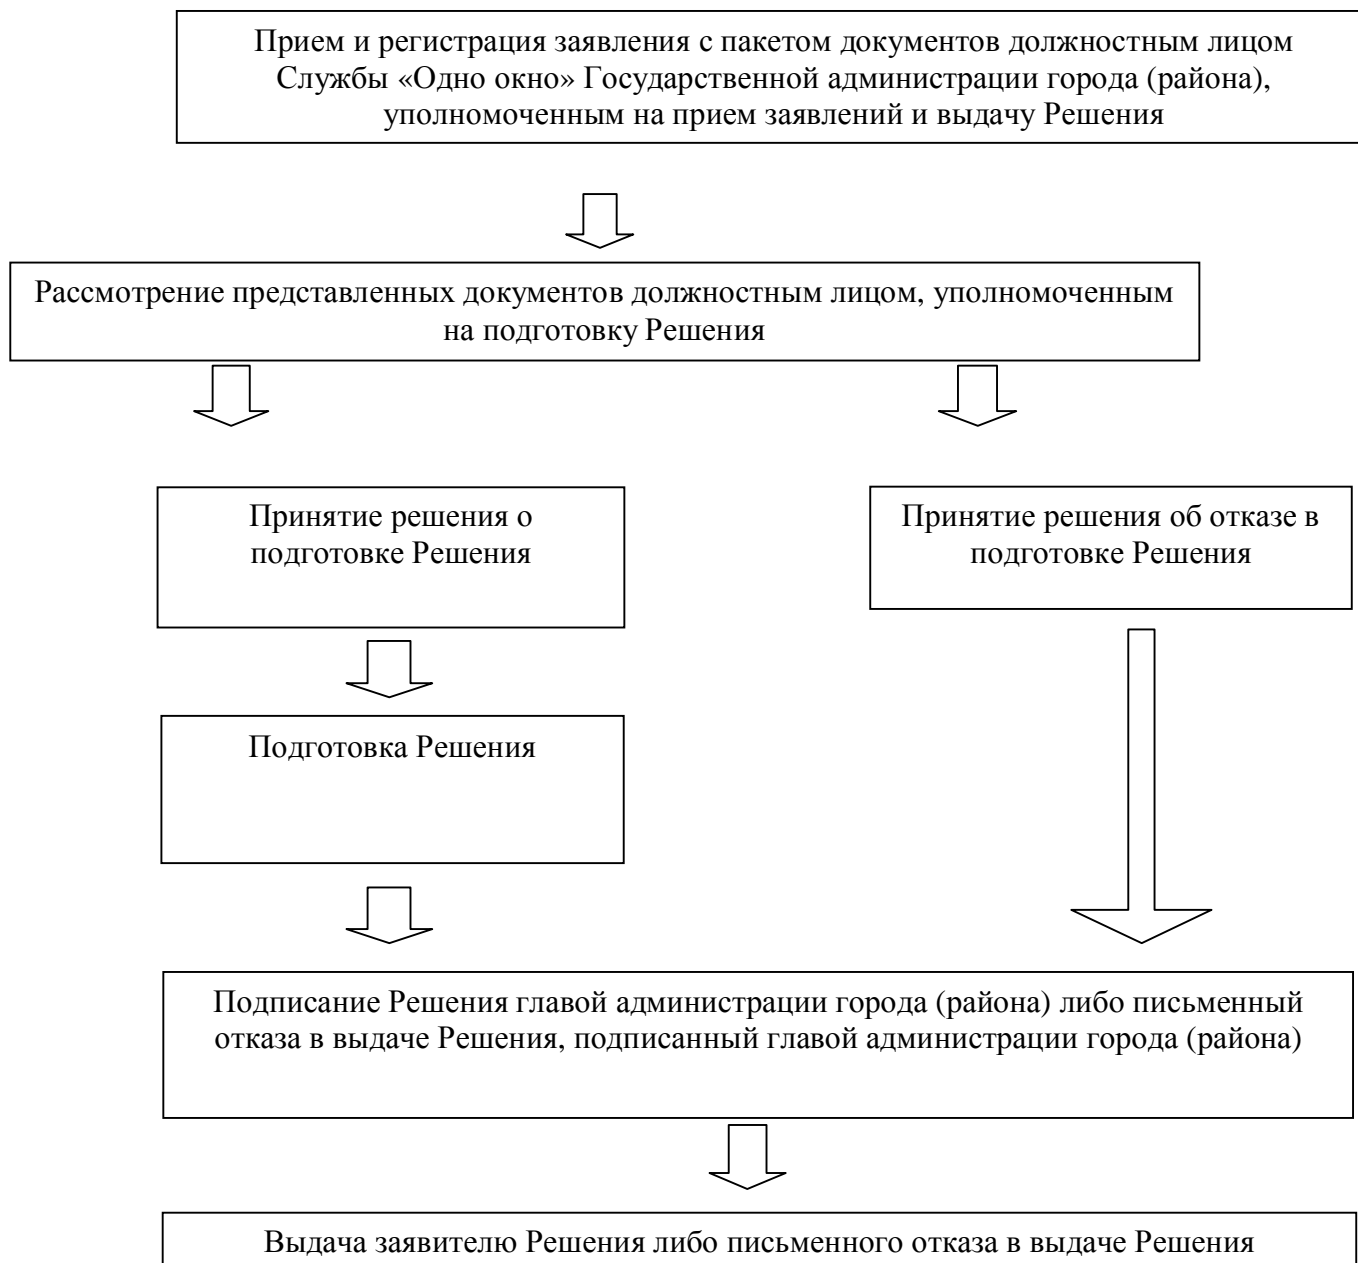 Прием и регистрация заявления с пакетом документов должностным лицом
Службы «Одно окно» Государственной администрации города (района),
уполномоченным на прием заявлений и выдачу Решения
Рассмотрение представленных документов должностным лицом, уполномоченным
на подготовку Решения
Принятие решения о
подготовке Решения
Принятие решения об отказе в
подготовке Решения
Подготовка Решения
Подписание Решения главой администрации города (района) либо письменный
отказа в выдаче Решения, подписанный главой администрации города (района)
Выдача заявителю Решения либо письменного отказа в выдаче Решения